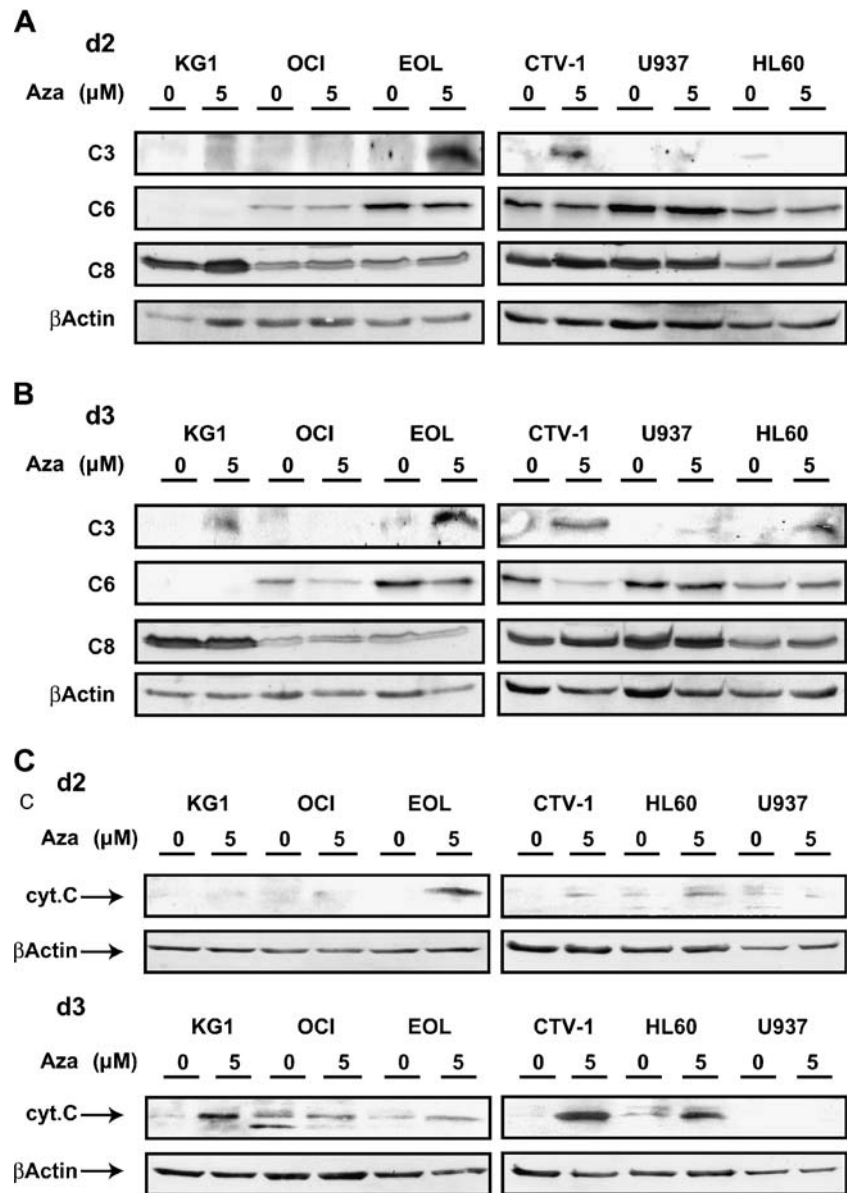 A
d2
KG1 OCI EOL CTV-1 U937 HL60
Aza (µM) 0 5 0 5 0 5 0 5 0 5 0 5
C3
C6
C8
βActin
B
d3
KG1 OCI EOL CTV-1 U937 HL60
Aza (µM) 0 5 0 5 0 5 0 5 0 5 0 5
C3
C6
C8
βActin
C
d2
C
KG1 OCI EOL CTV-1 HL60 U937
Aza (µM) 0 5 0 5 0 5 0 5 0 5 0 5
cyt.C
βActin
d3
KG1 OCI EOL CTV-1 HL60 U937
Aza (µM) 0 5 0 5 0 5 0 5 0 5 0 5
cyt.C
βActin